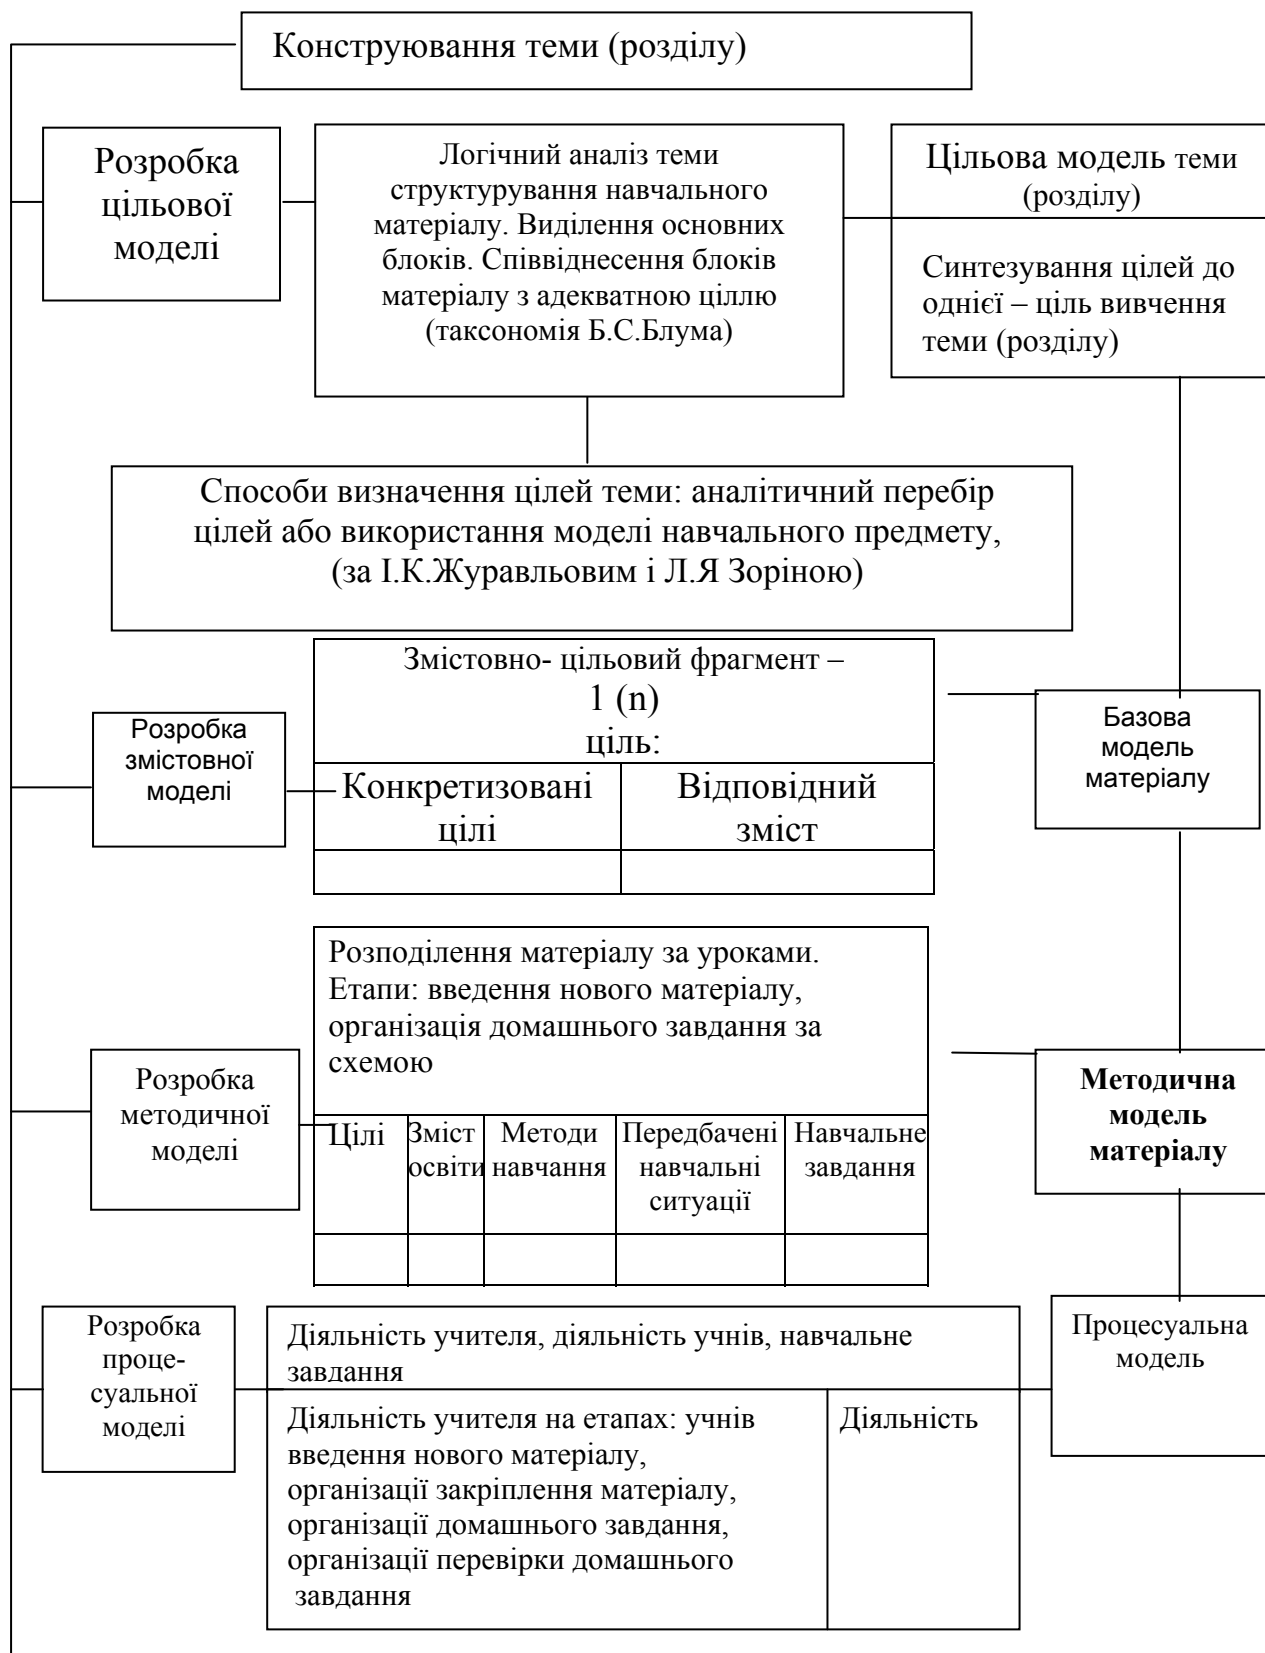 Конструювання теми (розділу)
Розробка
цільової
моделі
Логічний аналіз теми
структурування навчального
матеріалу. Виділення основних
блоків. Співвіднесення блоків
матеріалу з адекватною ціллю
(таксономія Б.С.Блума)
Цільова модель теми
(розділу)
Синтезування цілей до
однієї – ціль вивчення
теми (розділу)
Способи визначення цілей теми: аналітичний перебір
цілей або використання моделі навчального предмету,
(за І.К.Журавльовим і Л.Я Зоріною)
Розробка
змістовної
моделі
Змістовно- цільовий фрагмент –
1 (n)
ціль:
Конкретизовані
цілі
Відповідний
зміст
Базова
модель
матеріалу
Розробка
методичної
моделі
Розподілення матеріалу за уроками.
Етапи: введення нового матеріалу,
організація домашнього завдання за
схемою
Цілі
Зміст
освіти
Методи
навчання
Передбачені
навчальні
ситуації
Навчальне
завдання
Методична
модель
матеріалу
Розробка
проце-
суальної
моделі
Діяльність учителя, діяльність учнів, навчальне
завдання
Діяльність учителя на етапах: учнів
введення нового матеріалу,
організації закріплення матеріалу,
організації домашнього завдання,
організації перевірки домашнього
завдання
Діяльність
Процесуальна
модель